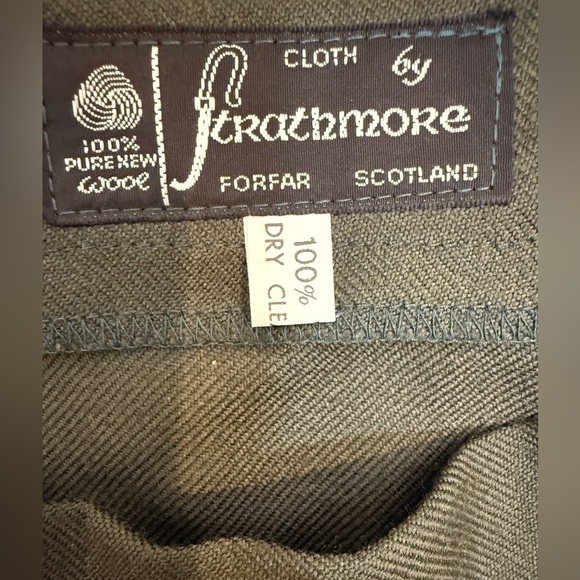 CLOTH by
Strathmore
FORFAR SCOTLAND
100%
PURE NEW
WOOL
100%
DRY CLE